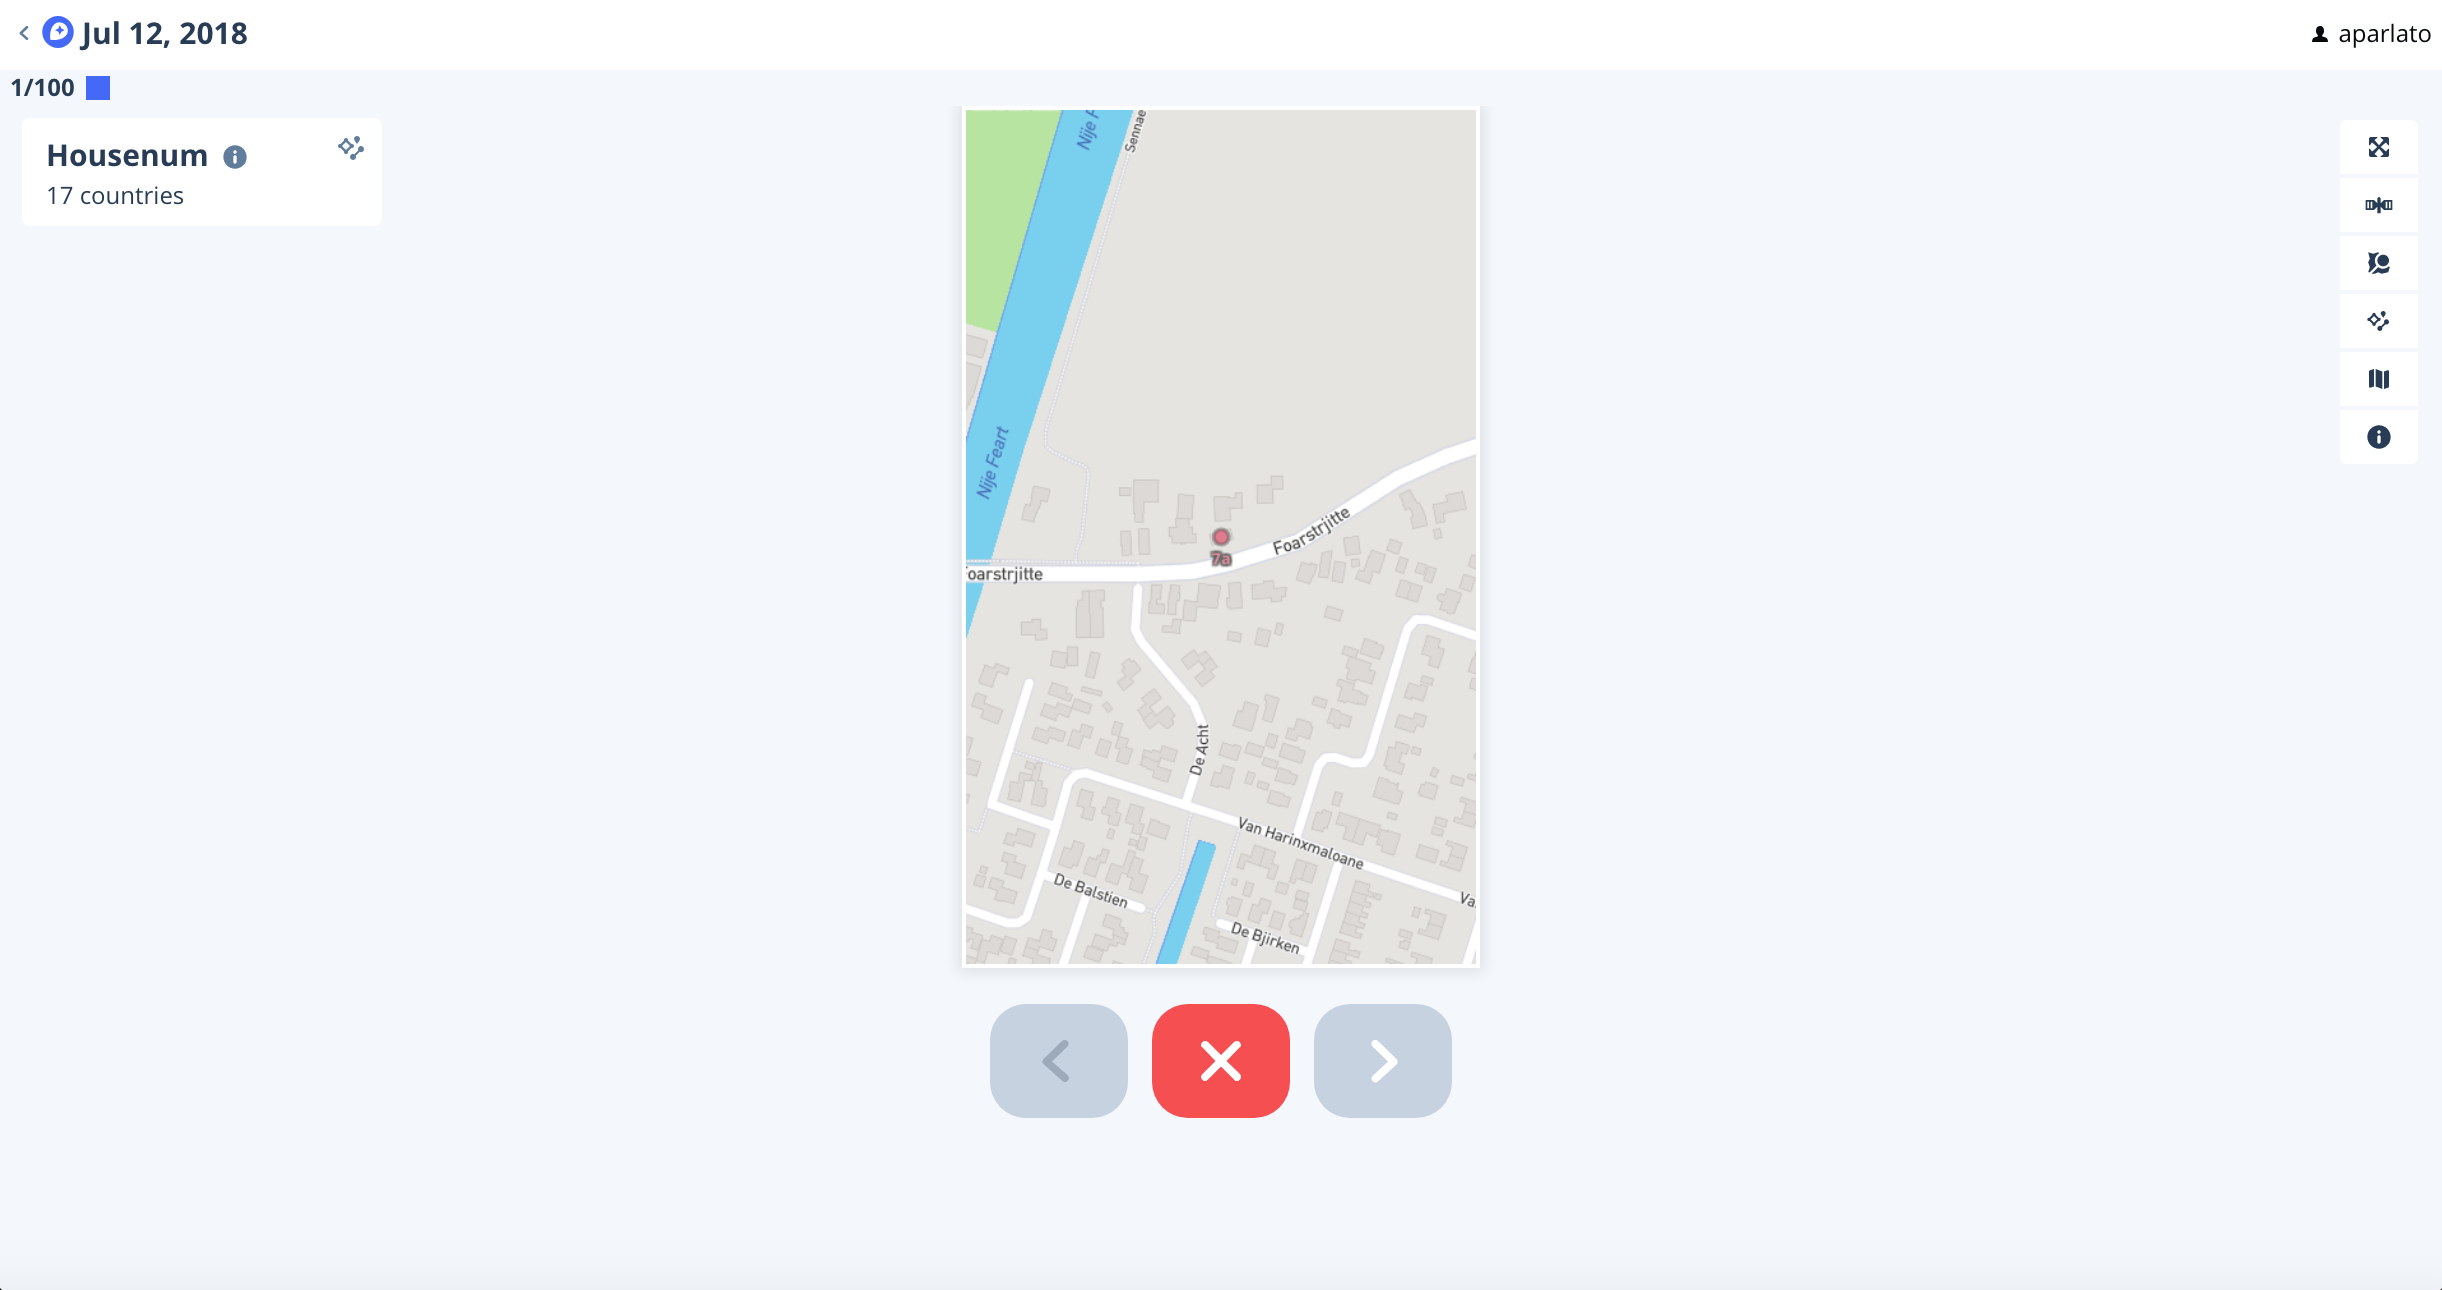 Jul 12, 2018
aparlato
1/100
Housenum
17 countries
Nije F
Sennae
Nije Feart
Foarstrjitte
7a
oarstrjitte
De Acht
Van Harinxmaloane
Va
De Balstien
De Bjirken